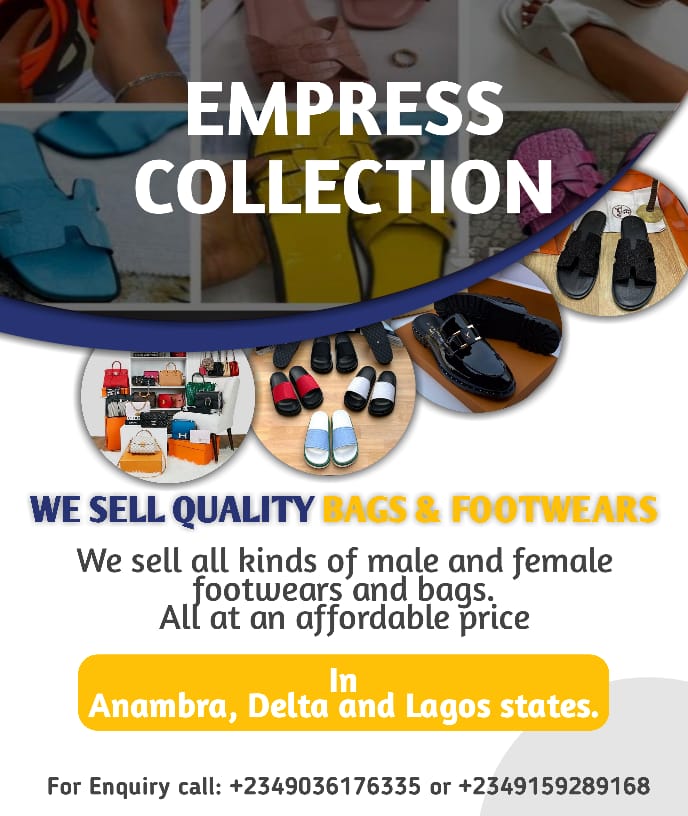 EMPRESS
COLLECTION
WE SELL QUALITY BAGS & FOOTWEARS
We sell all kinds of male and female
footwears and bags.
All at an affordable price
In
Anambra, Delta and Lagos states.
For Enquiry call: +2349036176335 or +2349159289168